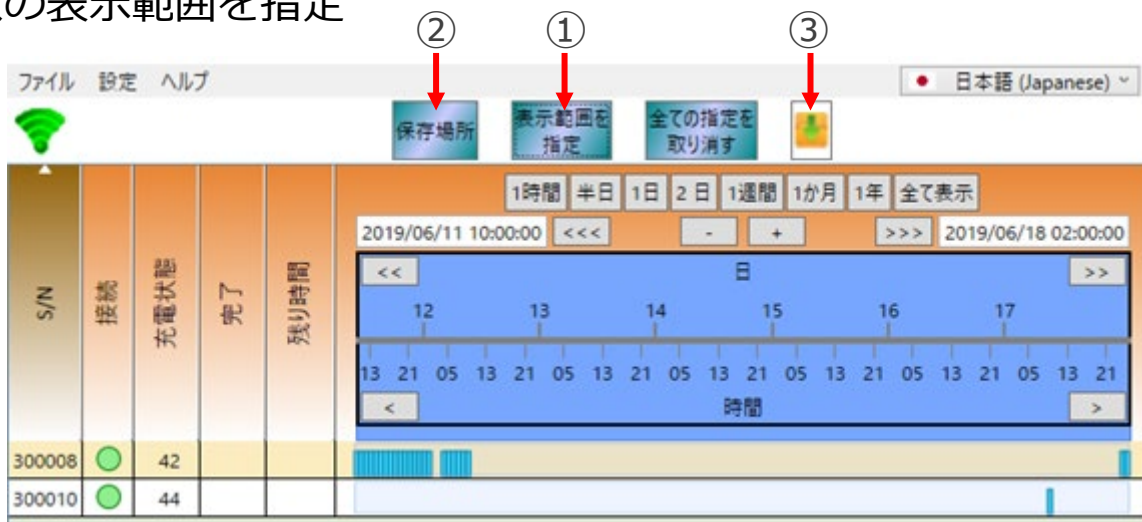 の表示範囲を指定
② ① ③
ファイル 設定 ヘルプ 日本語 (Japanese)
保存場所
表示範囲を
指定
全ての指定を
取り消す
1時間 半日 1日 2 日 1週間 1か月 1年 全て表示
2019/06/11 10:00:00 <<< - + >>> 2019/06/18 02:00:00
S/N
接続
充電状態
完了
残り時間
<< 日 >>
12 13 14 15 16 17
13 21 05 13 21 05 13 21 05 13 21 05 13 21 05 13 21 05 13 21
< 時間 >
300008 42
300010 44